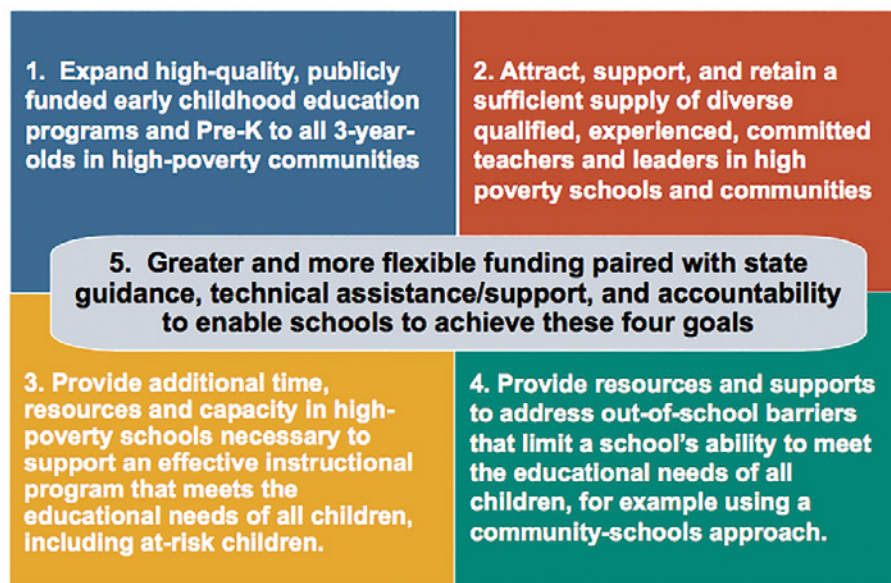 1.  Expand high-quality, publicly
funded early childhood education
programs and Pre-K to all 3-year-
olds in high-poverty communities
2. Attract, support, and retain a
sufficient supply of diverse
qualified, experienced, committed
teachers and leaders in high
poverty schools and communities
5.  Greater and more flexible funding paired with state
guidance, technical assistance/support, and accountability
to enable schools to achieve these four goals
3. Provide additional time,
resources and capacity in high-
poverty schools necessary to
support an effective instructional
program that meets the
educational needs of all children,
including at-risk children.
4. Provide resources and supports
to address out-of-school barriers
that limit a school's ability to meet
the educational needs of all
children, for example using a
community-schools approach.